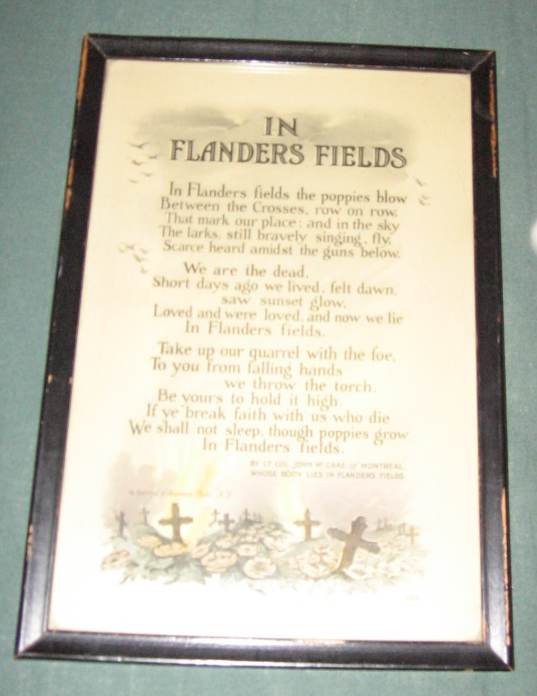 IN
FLANDERS FIELDS
In Flanders fields the poppies blow
Between the Crosses, row on row,
That mark our place; and in the sky
The larks, still bravely singing, fly,
Scarce heard amidst the guns below.
We are the dead.
Short days ago we lived, felt dawn,
saw sunset glow,
Loved and were loved, and now we lie
In Flanders fields.
Take up our quarrel with the foe,
To you from falling hands
we throw the torch.
Be yours to hold it high.
If ye break faith with us who die
We shall not sleep, though poppies grow
In Flanders fields.
BY LT. COL. JOHN McCRAE, OF MONTREAL,
WHOSE BODY LIES IN FLANDERS FIELDS